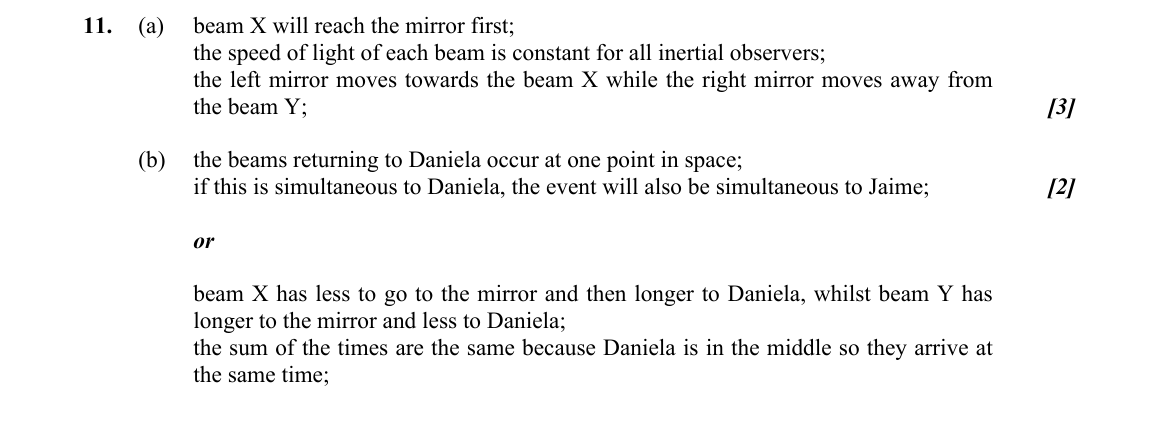 11. (a) beam X will reach the mirror first;
the speed of light of each beam is constant for all inertial observers;
the left mirror moves towards the beam X while the right mirror moves away from
the beam Y; [3]
(b) the beams returning to Daniela occur at one point in space;
if this is simultaneous to Daniela, the event will also be simultaneous to Jaime; [2]
or
beam X has less to go to the mirror and then longer to Daniela, whilst beam Y has
longer to the mirror and less to Daniela;
the sum of the times are the same because Daniela is in the middle so they arrive at
the same time;